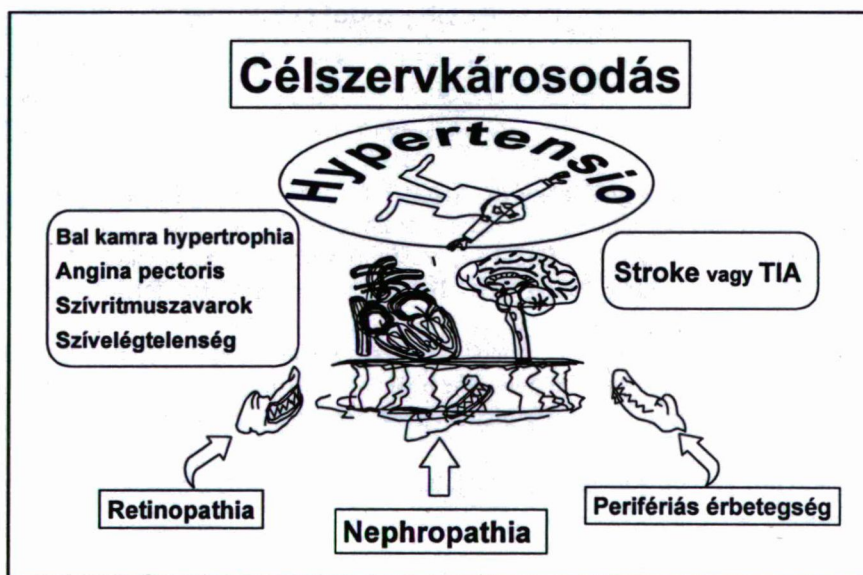 Célszervkárosodás
Hypertensio
Bal kamra hypertrophia
Angina pectoris
Szívritmuszavarok
Szívelégtelenség
Stroke vagy TIA
Retinopathia
Nephropathia
Perifériás érbetegség